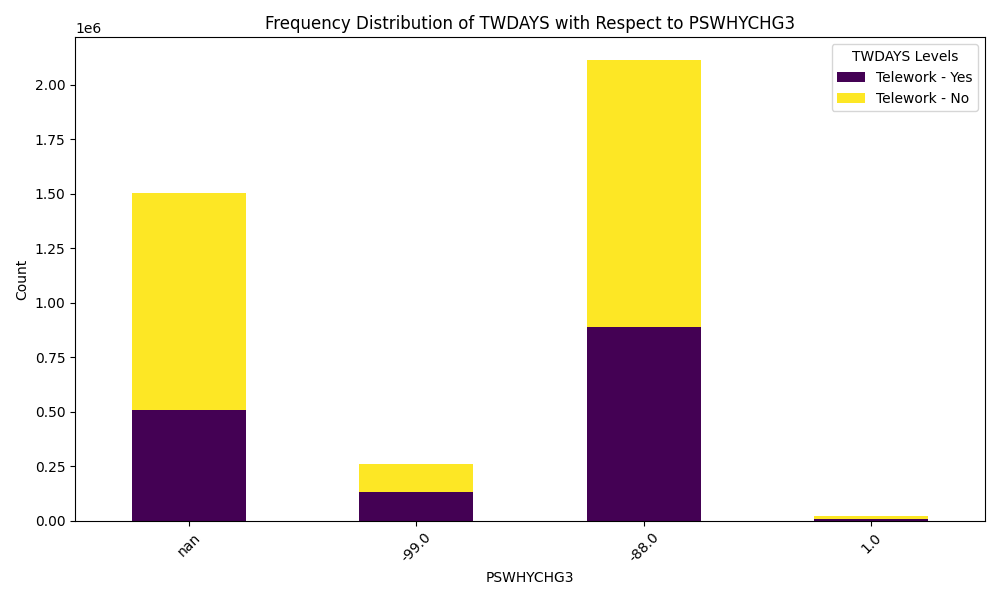 Frequency Distribution of TWDAYS with Respect to PSWHYCHG3
1e6
TWDAYS Levels
Telework - Yes
Telework - No
Count
2.00
1.75
1.50
1.25
1.00
0.75
0.50
0.25
0.00
nan
-99.0
-88.0
1.0
PSWHYCHG3